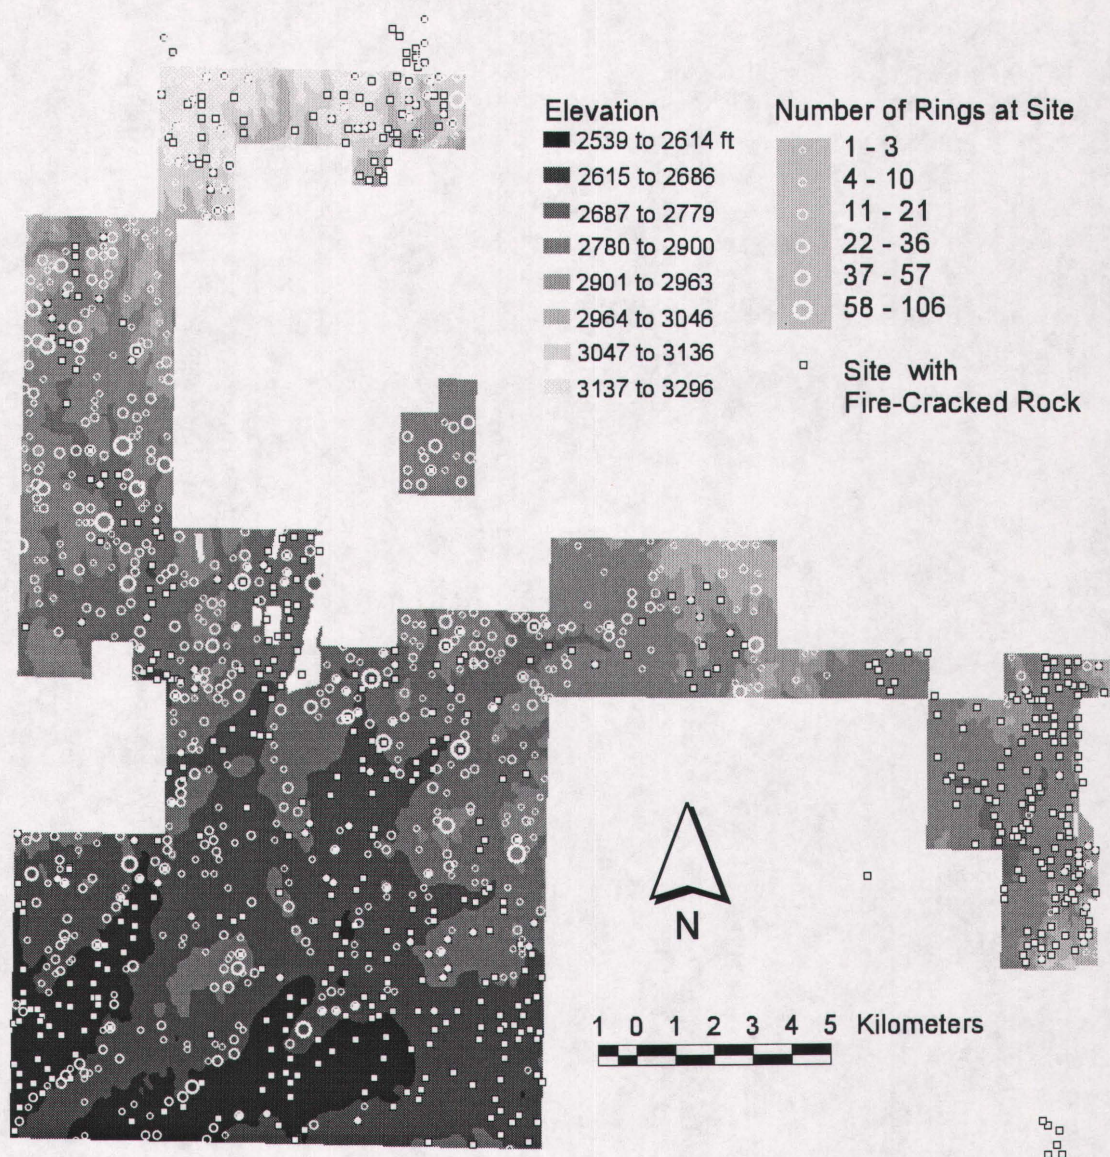 Elevation
2539 to 2614 ft
2615 to 2686
2687 to 2779
2780 to 2900
2901 to 2963
2964 to 3046
3047 to 3136
3137 to 3296
Number of Rings at Site
1 - 3
4 - 10
11 - 21
22 - 36
37 - 57
58 - 106
Site with
Fire-Cracked Rock
N
1 0 1 2 3 4 5 Kilometers